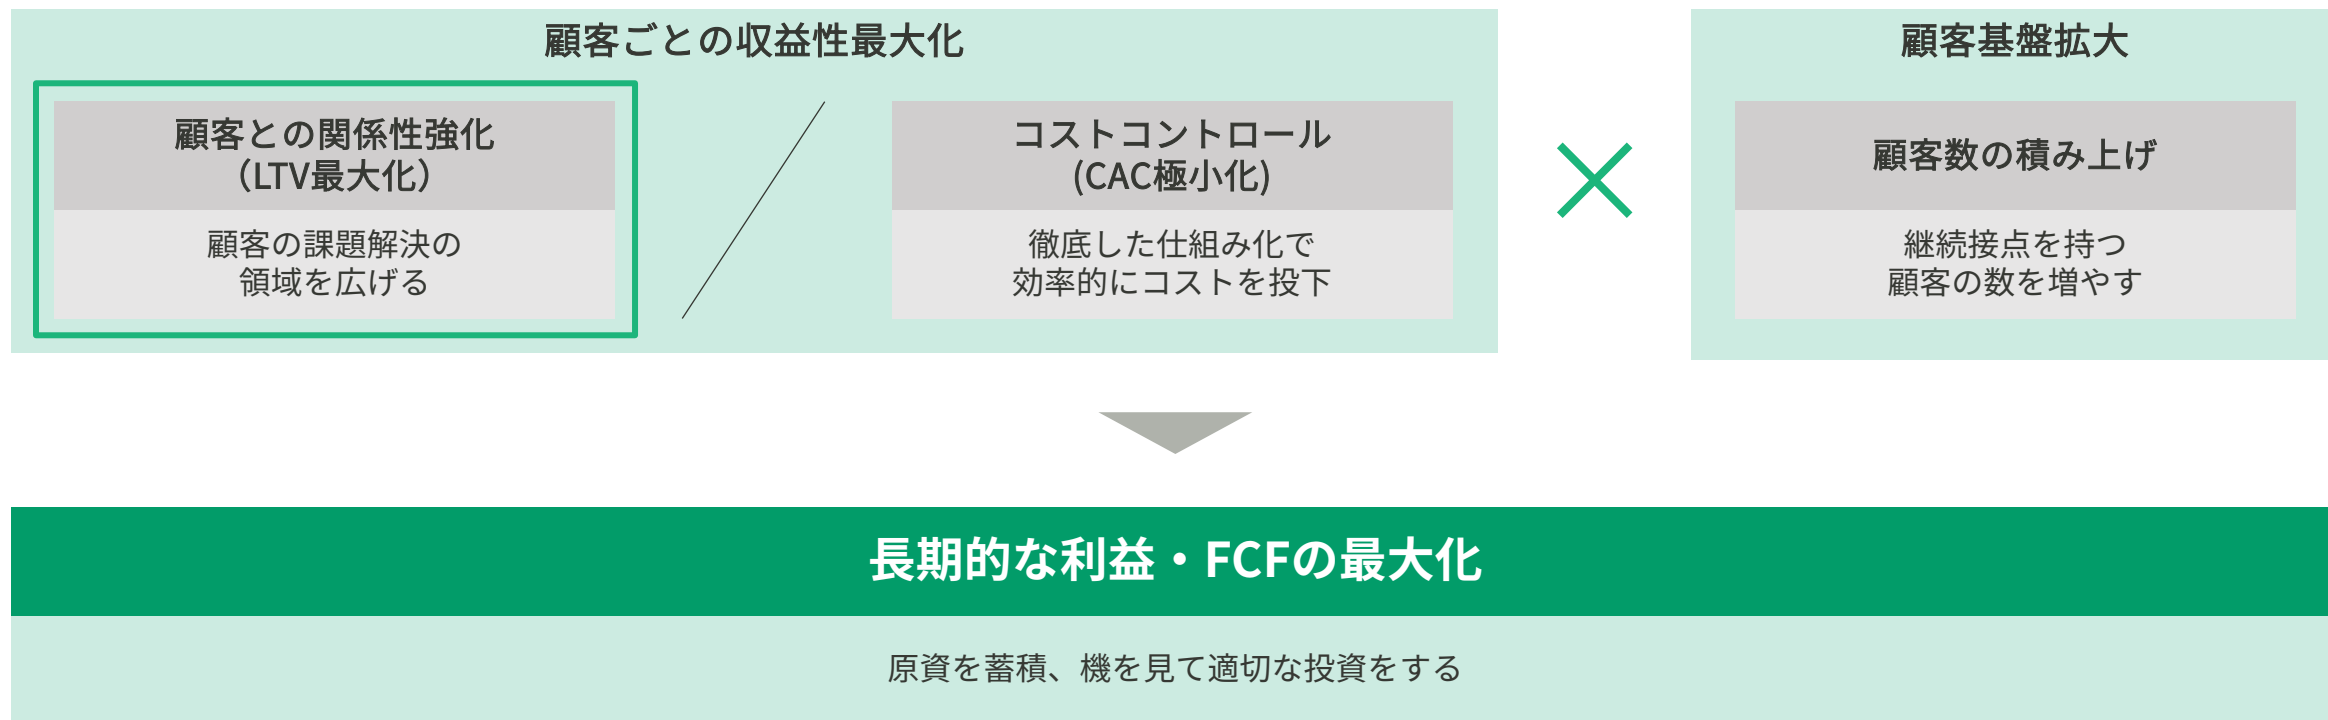 顧客ごとの収益性最大化
顧客との関係性強化
（LTV最大化）
顧客の課題解決の
領域を広げる
コストコントロール
(CAC極小化)
徹底した仕組み化で
効率的にコストを投下
顧客基盤拡大
顧客数の積み上げ
継続接点を持つ
顧客の数を増やす
長期的な利益・FCFの最大化
原資を蓄積、機を見て適切な投資をする